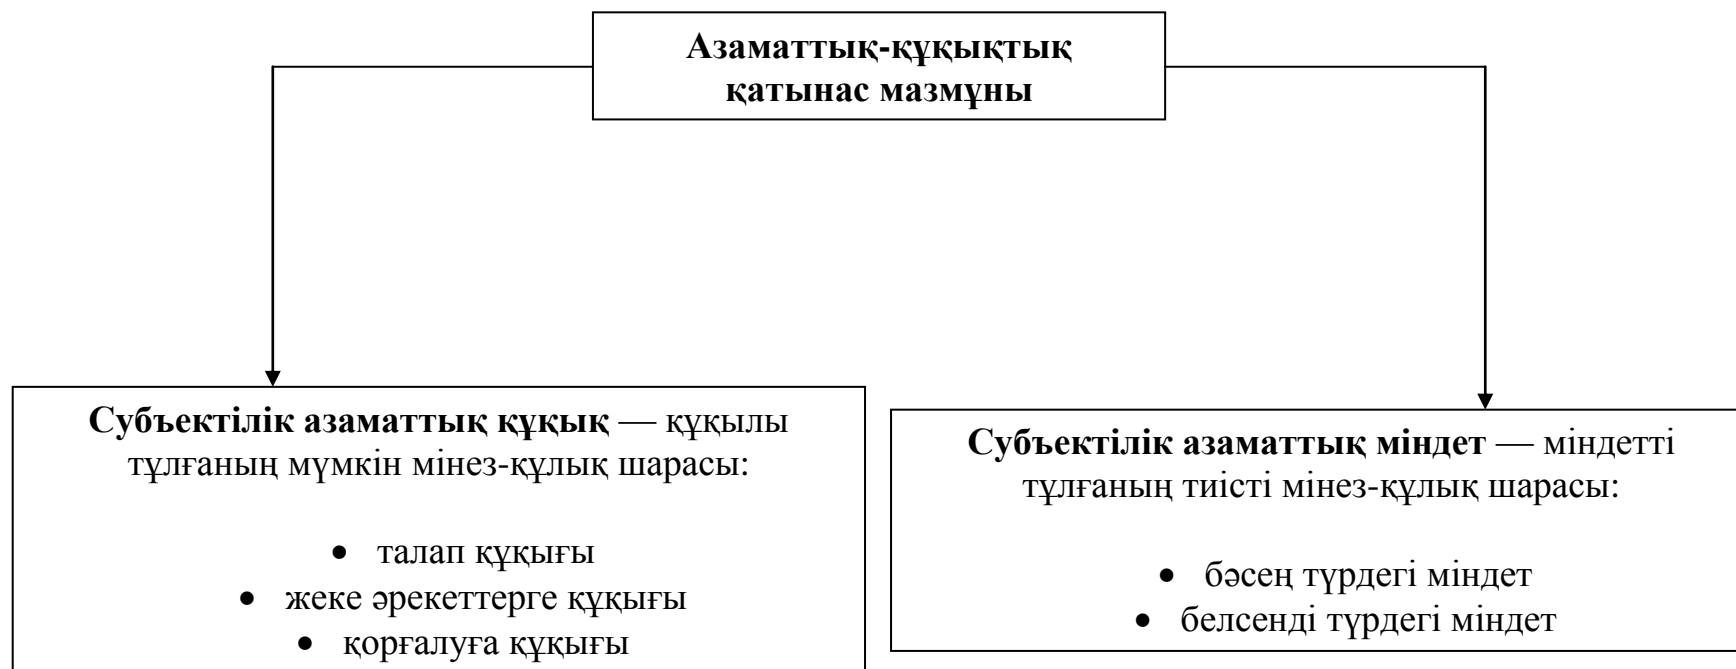 Азаматтық-құқықтық
қатынас мазмұны
Субъектілік азаматтық құқық — құқылы
тұлғаның мүмкін мінез-құлық шарасы:
• талап құқығы
• жеке әрекеттерге құқығы
• қорғалуға құқығы
Субъектілік азаматтық міндет — міндетті
тұлғаның тиісті мінез-құлық шарасы:
• бәсең түрдегі міндет
• белсенді түрдегі міндет